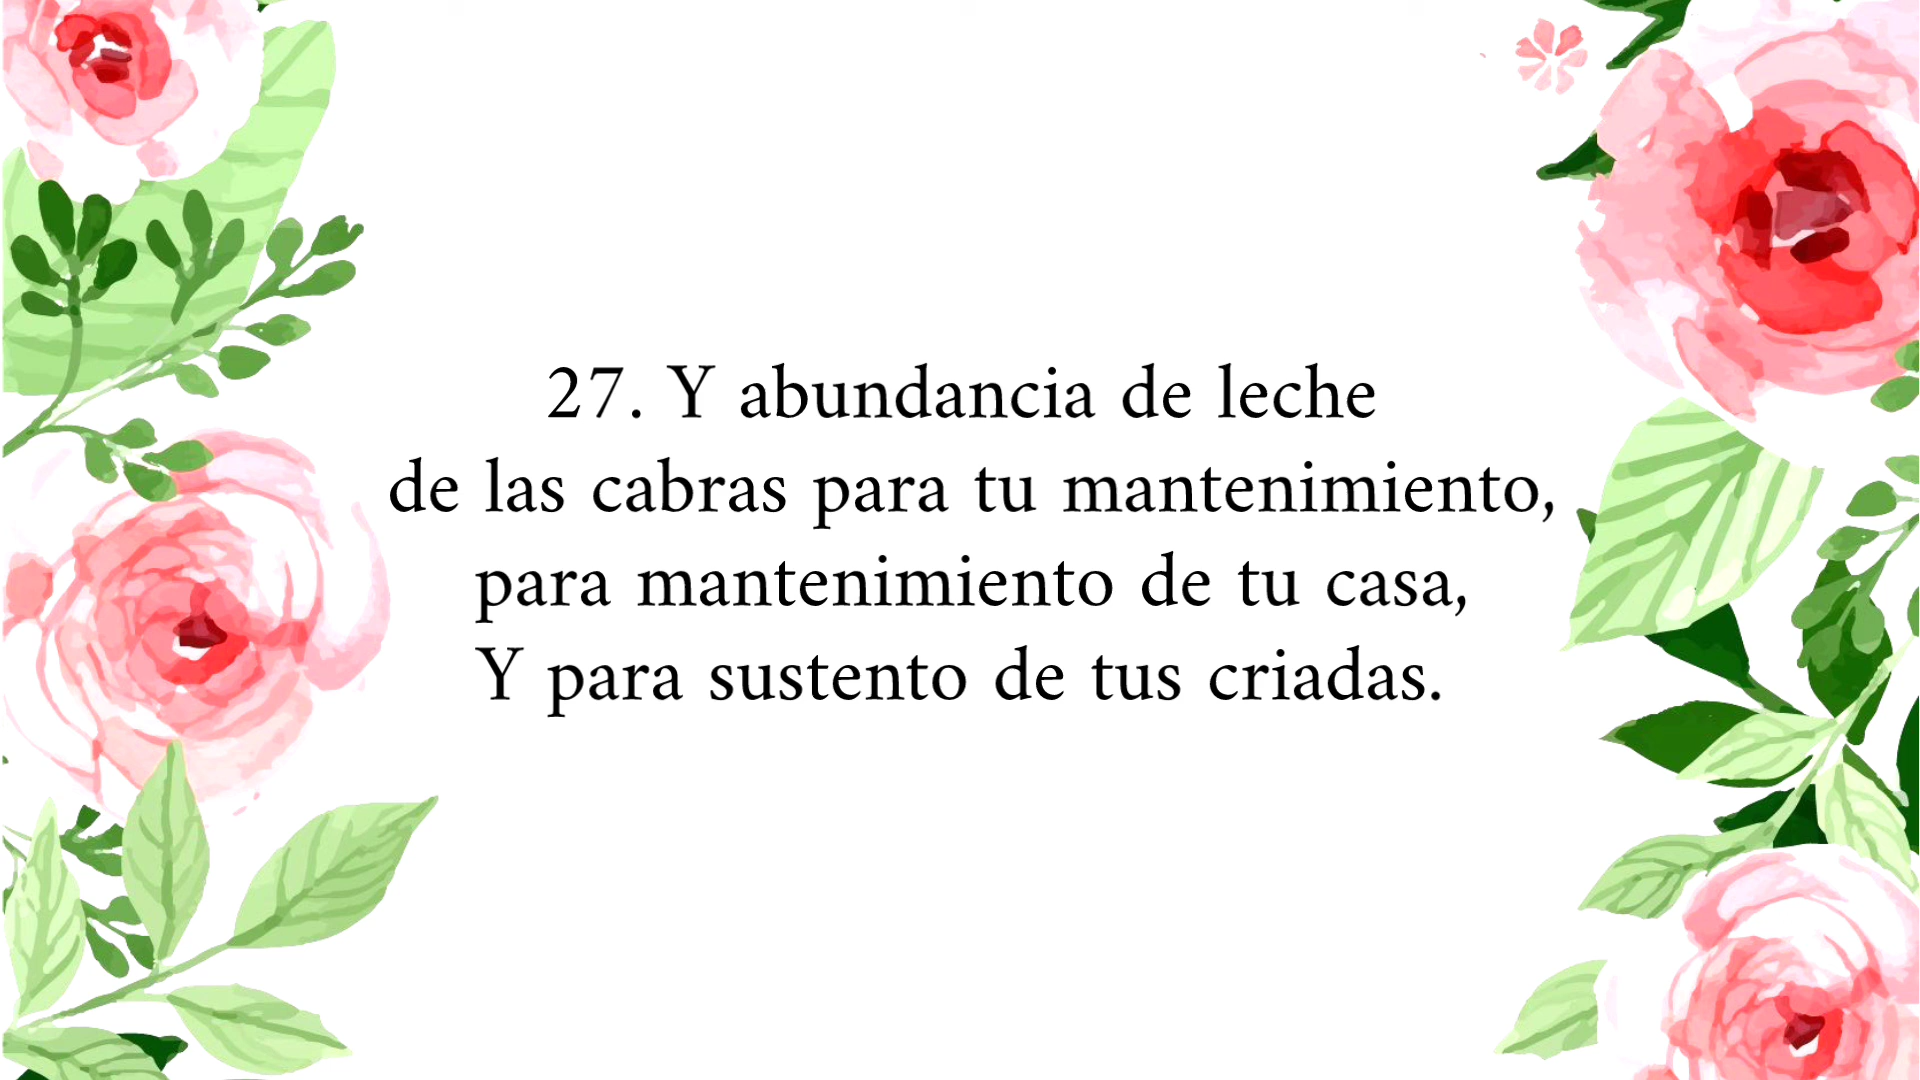 27. Y abundancia de leche
de las cabras para tu mantenimiento,
para mantenimiento de tu casa,
Y para sustento de tus criadas.